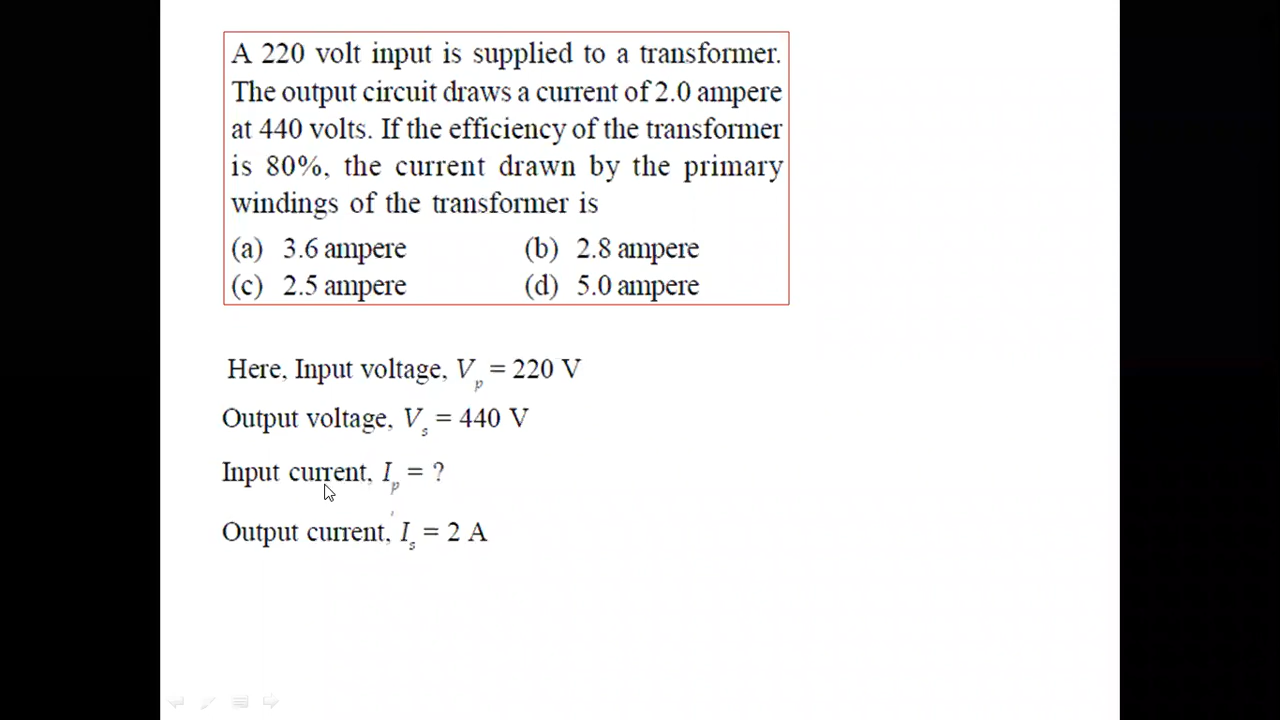 A 220 volt input is supplied to a transformer.
The output circuit draws a current of 2.0 ampere
at 440 volts. If the efficiency of the transformer
is 80%, the current drawn by the primary
windings of the transformer is
(a) 3.6 ampere (b) 2.8 ampere
(c) 2.5 ampere (d) 5.0 ampere
Here, Input voltage, Vp = 220 V
Output voltage, Vs = 440 V
Input current, Ip = ?
Output current, Is = 2 A